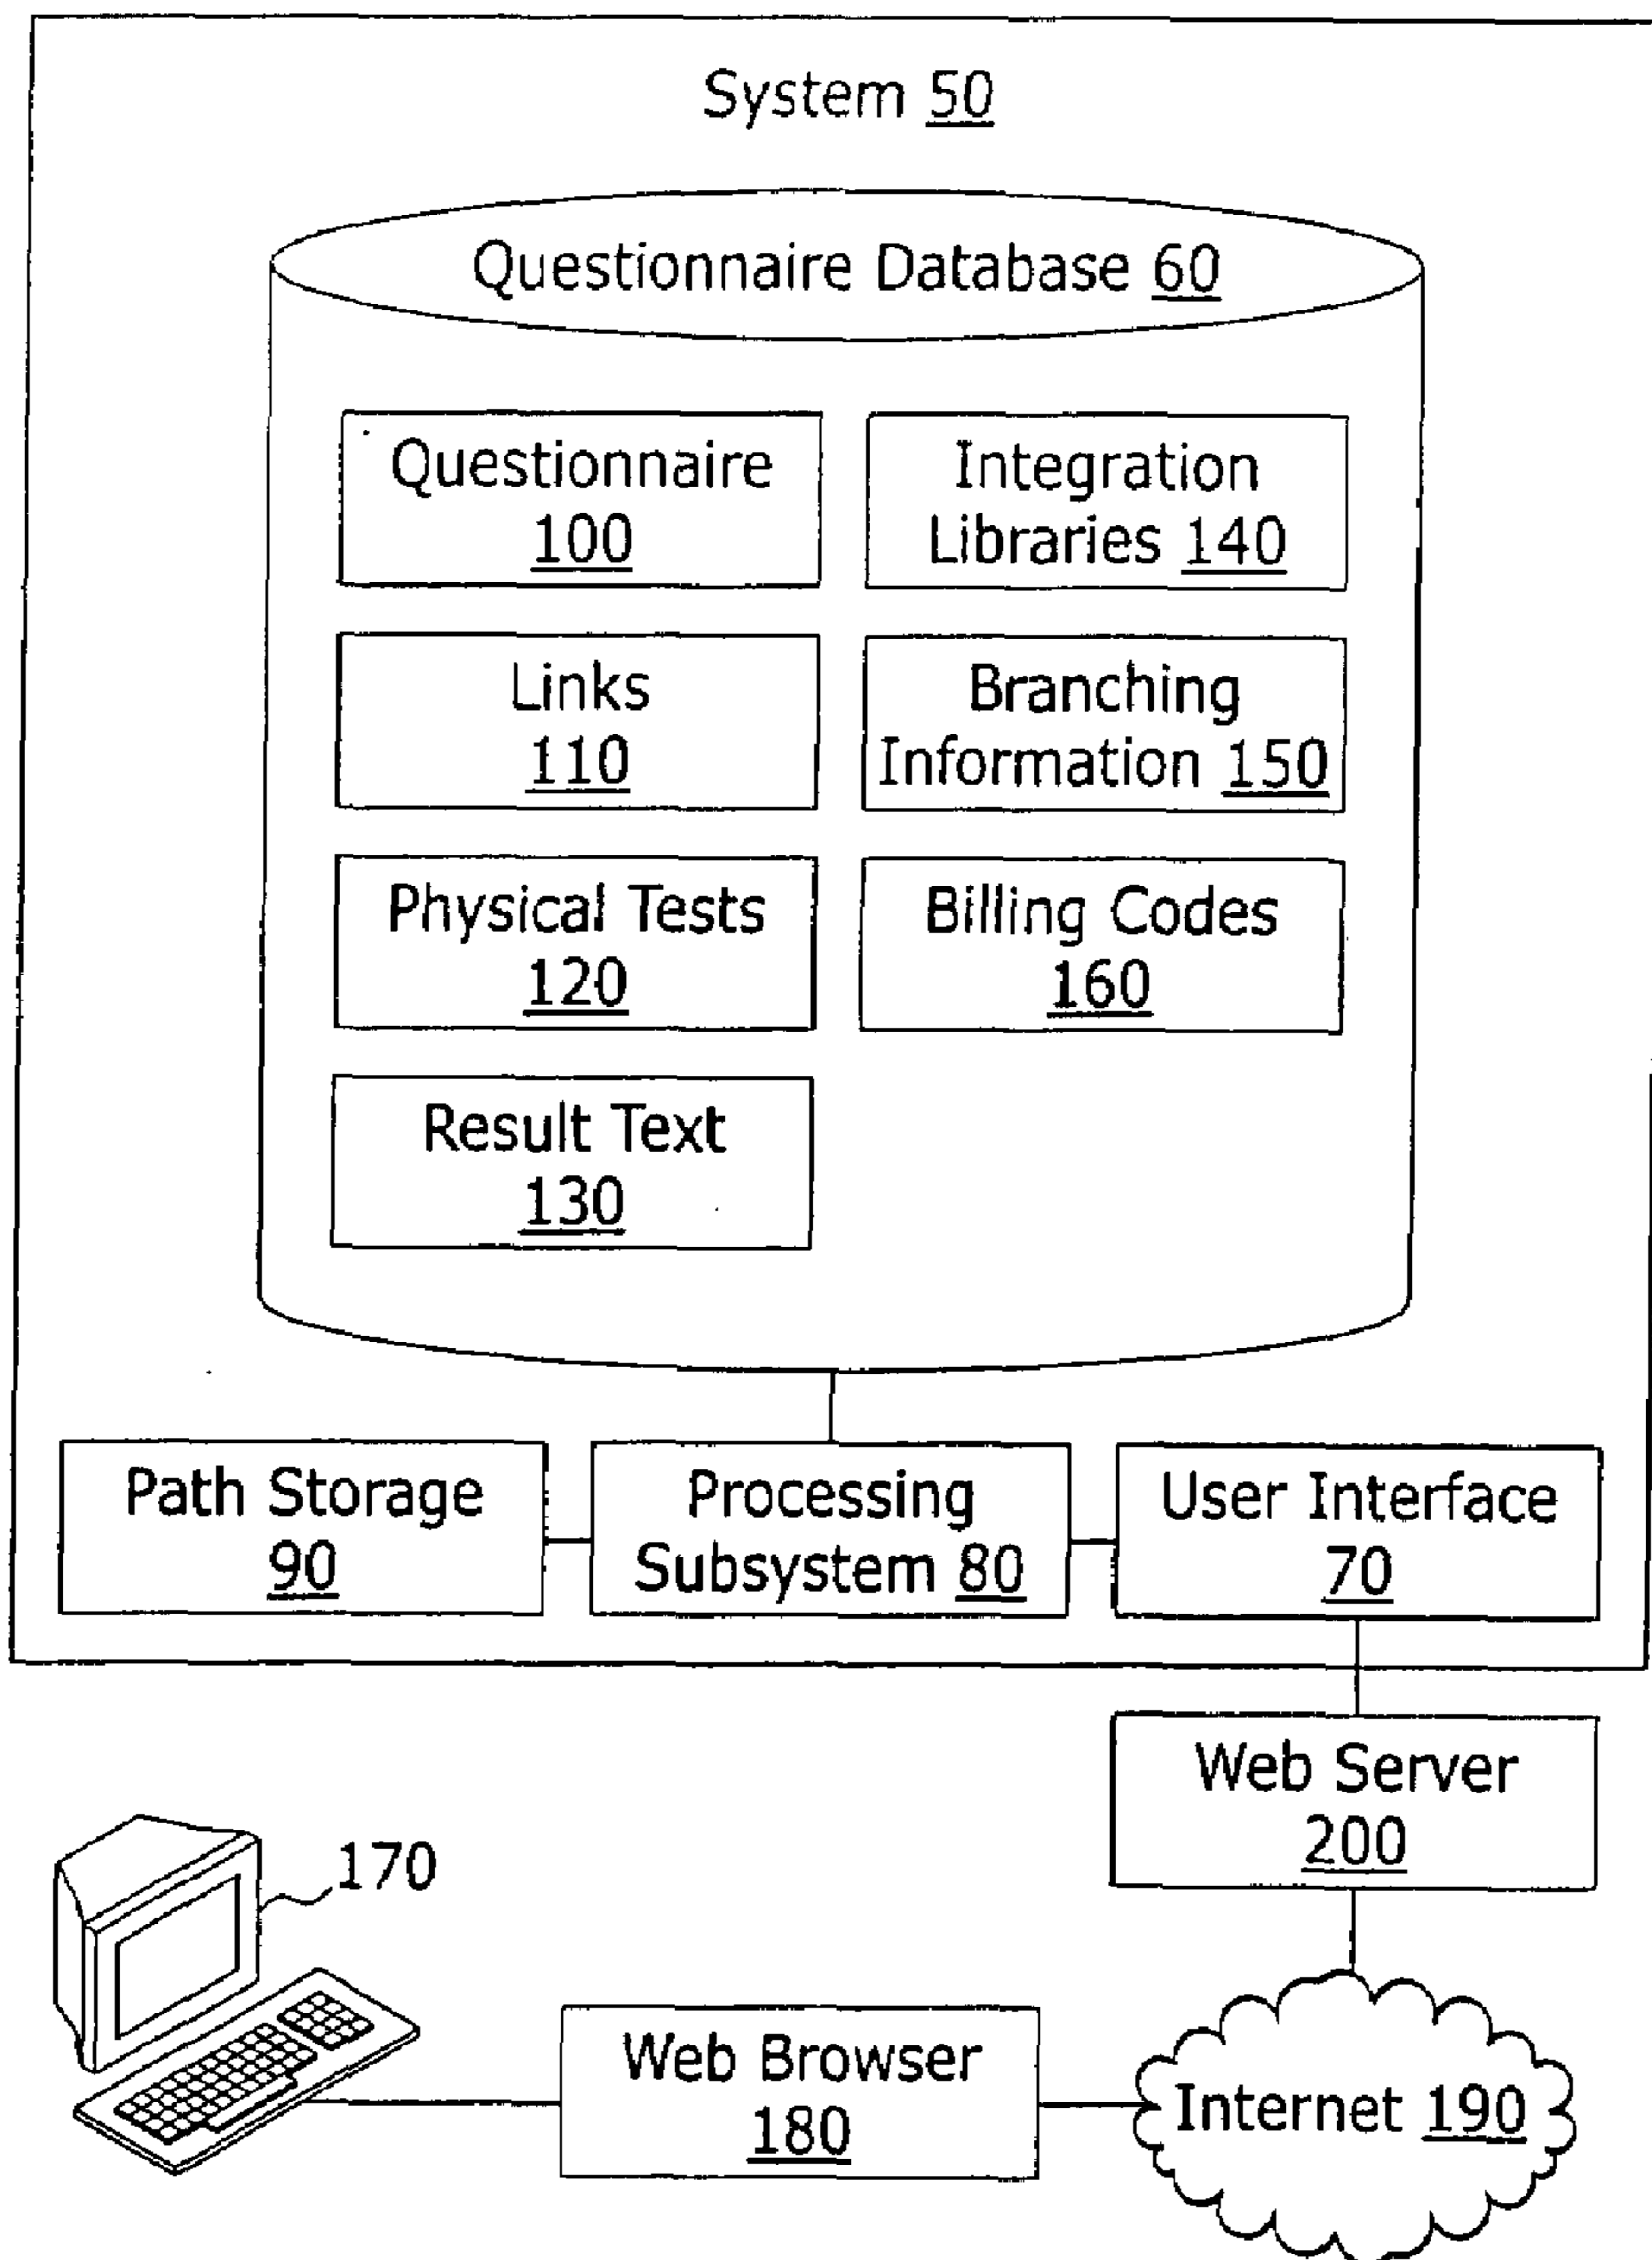 System 50
Questionnaire Database 60
Questionnaire
100
Integration
Libraries 140
Links
110
Branching
Information 150
Physical Tests
120
Billing Codes
160
Result Text
130
Path Storage
90
Processing
Subsystem 80
User Interface
70
Web Server
200
170
Web Browser
180
Internet 190